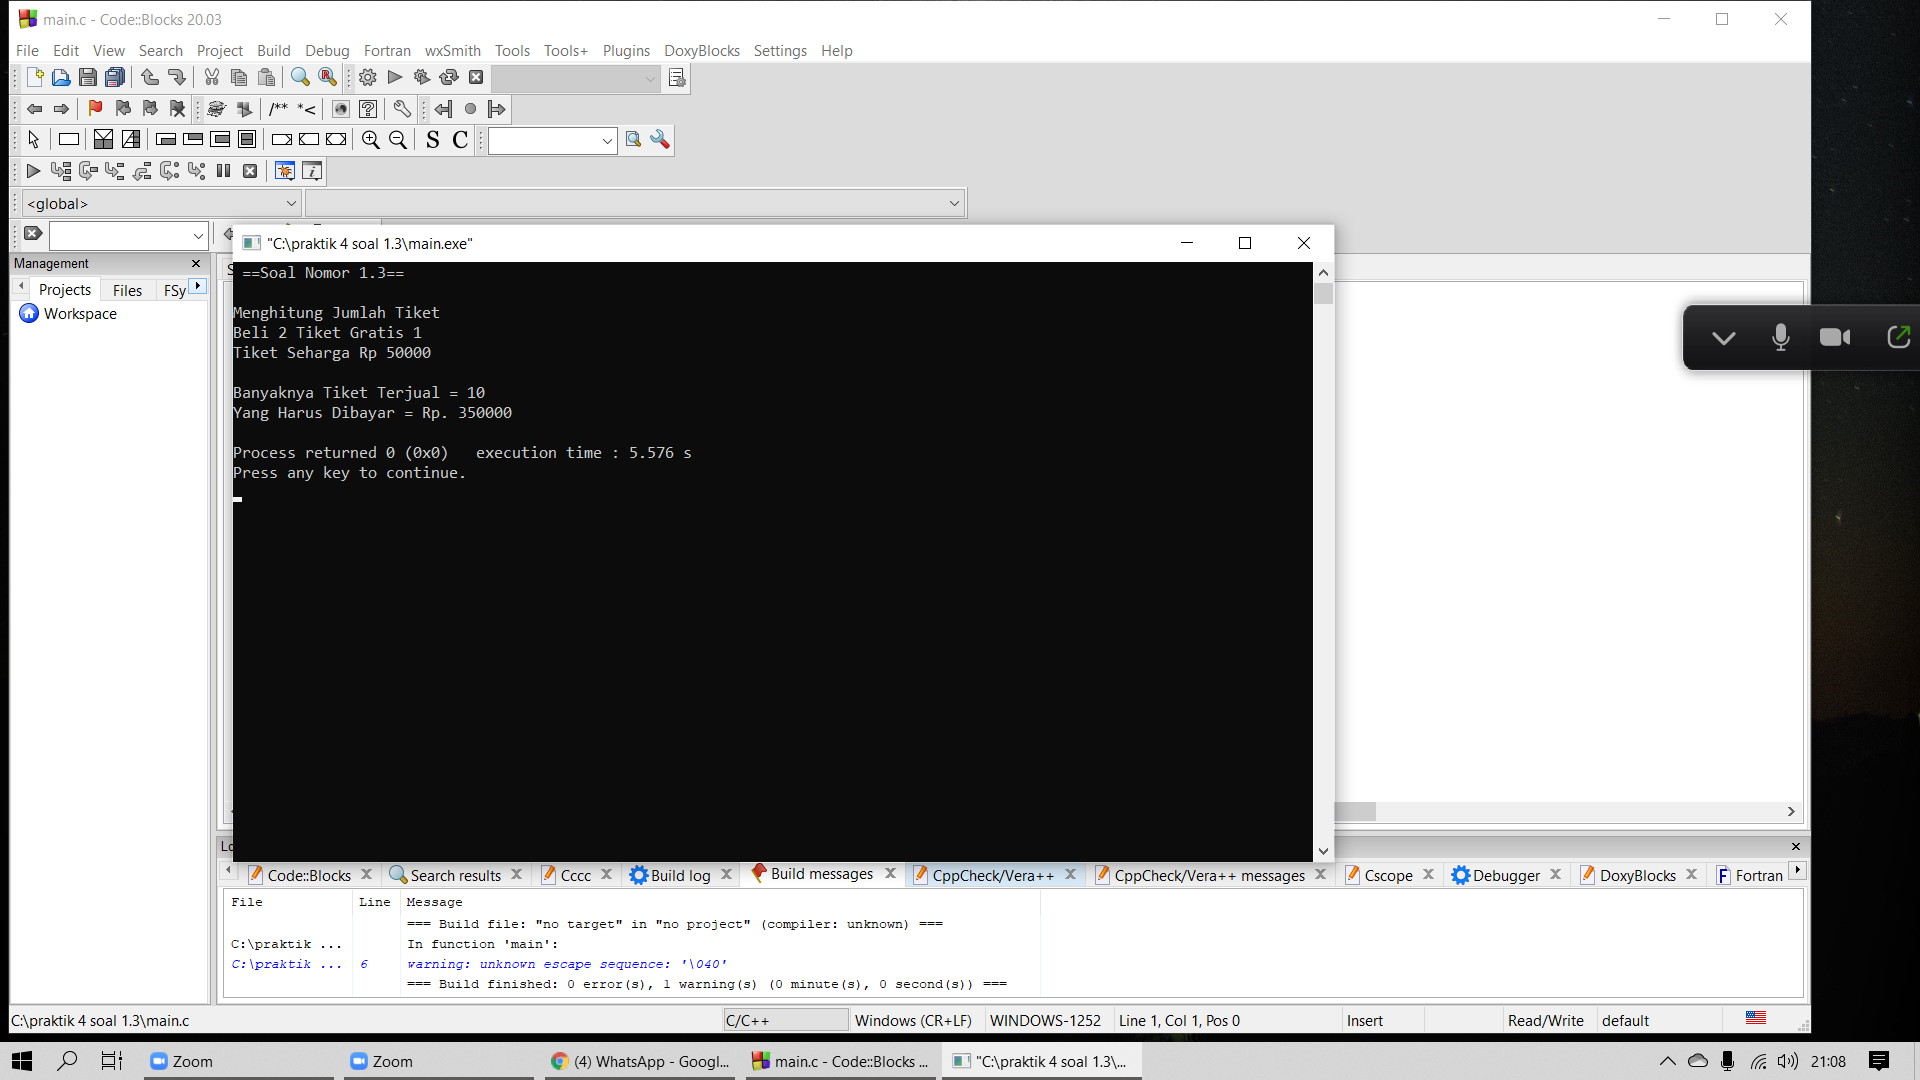 main.c - Code::Blocks 20.03
File Edit View Search Project Build Debug Fortran wxSmith Tools Tools+ Plugins DoxyBlocks Settings Help
/** *<
S C
<global>
"C:\praktik 4 soal 1.3\main.exe"
Management
Projects Files FSy
Workspace
==Soal Nomor 1.3==
Menghitung Jumlah Tiket
Beli 2 Tiket Gratis 1
Tiket Seharga Rp 50000
Banyaknya Tiket Terjual = 10
Yang Harus Dibayar = Rp. 350000
Process returned 0 (0x0) execution time : 5.576 s
Press any key to continue.
Code::Blocks Search results Cccc Build log Build messages CppCheck/Vera++ CppCheck/Vera++ messages Cscope Debugger DoxyBlocks Fortran
File Line Message
=== Build file: "no target" in "no project" (compiler: unknown) ===
C:\praktik ... In function 'main':
C:\praktik ... 6 warning: unknown escape sequence: '\040'
=== Build finished: 0 error(s), 1 warning(s) (0 minute(s), 0 second(s)) ===
C:\praktik 4 soal 1.3\main.c C/C++ Windows (CR+LF) WINDOWS-1252 Line 1, Col 1, Pos 0 Insert Read/Write default
Zoom Zoom (4) WhatsApp - Googl... main.c - Code::Blocks ... "C:\praktik 4 soal 1.3\... 21:08